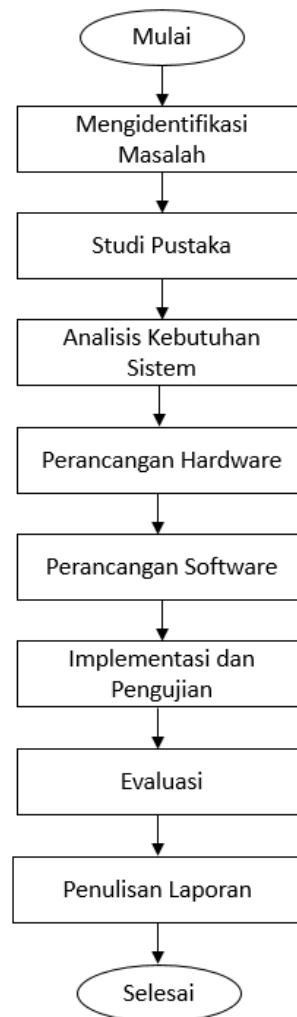 Mulai
Mengidentifikasi
Masalah
Studi Pustaka
Analisis Kebutuhan
Sistem
Perancangan Hardware
Perancangan Software
Implementasi dan
Pengujian
Evaluasi
Penulisan Laporan
Selesai